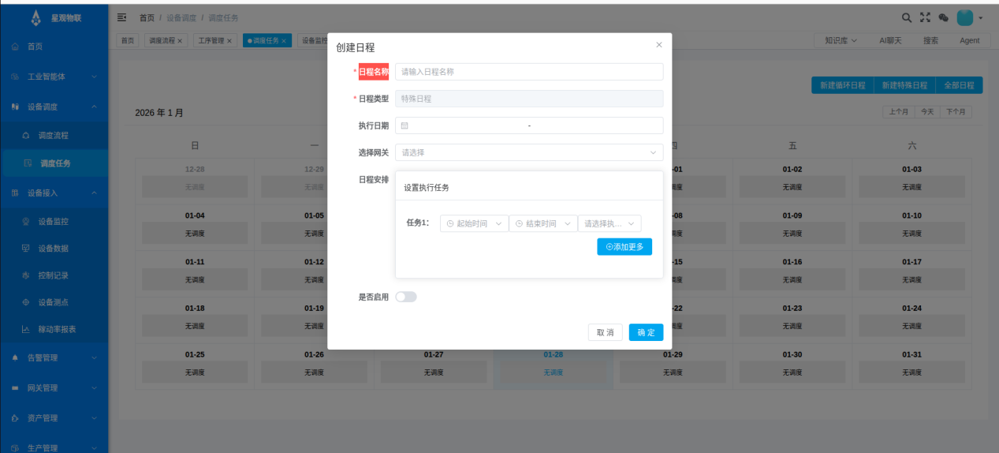 星观物联
首页 / 设备调度 / 调度任务
首页 调度流程 × 工序管理 × 调度任务 × 设备监控
知识库 AI聊天 搜索 Agent
首页
工业智能体
设备调度
调度流程
调度任务
设备接入
设备监控
设备数据
控制记录
设备测点
稼动率报表
告警管理
网关管理
资产管理
生产管理
新建循环日程 新建特殊日程 全部日程
2026 年 1 月
上个月 今天 下个月
日 一 四 五 六
12-28 12-29 -01 01-02 01-03
无调度 无调度 调度 无调度 无调度
01-04 01-05 -08 01-09 01-10
无调度 无调度 调度 无调度 无调度
01-11 01-12 -15 01-16 01-17
无调度 无调度 调度 无调度 无调度
01-18 01-19 -22 01-23 01-24
无调度 无调度 调度 无调度 无调度
01-25 01-26 01-27 01-28 01-29 01-30 01-31
无调度 无调度 无调度 无调度 无调度 无调度 无调度
创建日程 ×
* 日程名称 请输入日程名称
* 日程类型 特殊日程
执行日期 -
选择网关 请选择
日程安排
设置执行任务
任务1: 起始时间 结束时间 请选择执...
添加更多
是否启用
取 消 确 定